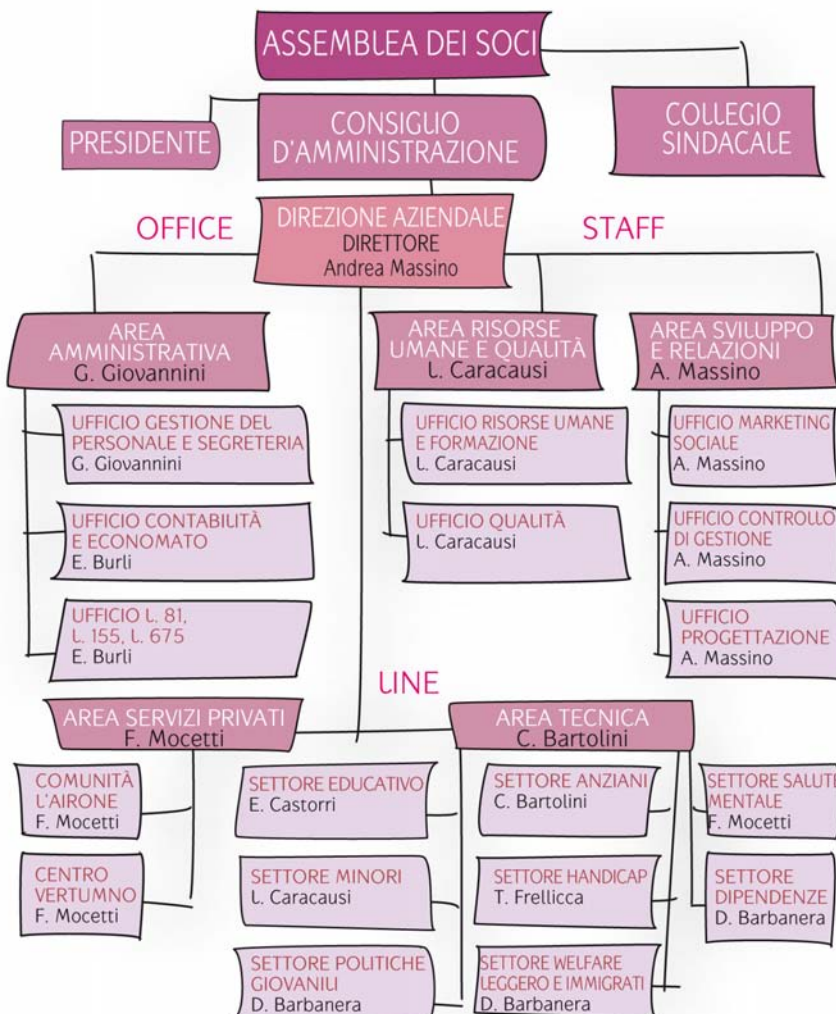 ASSEMBLEA DEI SOCI
PRESIDENTE
CONSIGLIO
D'AMMINISTRAZIONE
COLLEGIO
SINDACALE
OFFICE
DIREZIONE AZIENDALE
DIRETTORE
Andrea Massino
STAFF
AREA
AMMINISTRATIVA
G. Giovannini
AREA RISORSE
UMANE E QUALITÀ
L. Caracausi
AREA SVILUPPO
E RELAZIONI
A. Massino
UFFICIO GESTIONE DEL
PERSONALE E SEGRETERIA
G. Giovannini
UFFICIO CONTABILITÀ
E ECONOMATO
E. Burli
UFFICIO L. 81,
L. 155, L. 675
E. Burli
UFFICIO RISORSE UMANE
E FORMAZIONE
L. Caracausi
UFFICIO QUALITÀ
L. Caracausi
UFFICIO MARKETING
SOCIALE
A. Massino
UFFICIO CONTROLLO
DI GESTIONE
A. Massino
UFFICIO
PROGETTAZIONE
A. Massino
LINE
AREA SERVIZI PRIVATI
F. Mocetti
AREA TECNICA
C. Bartolini
COMUNITÀ
L'AIRONE
F. Mocetti
CENTRO
VERTUMNO
F. Mocetti
SETTORE EDUCATIVO
E. Castorri
SETTORE MINORI
L. Caracausi
SETTORE POLITICHE
GIOVANILI
D. Barbanera
SETTORE ANZIANI
C. Bartolini
SETTORE HANDICAP
T. Frellicca
SETTORE WELFARE
LEGGERO E IMMIGRATI
D. Barbanera
SETTORE SALUTE
MENTALE
F. Mocetti
SETTORE
DIPENDENZE
D. Barbanera